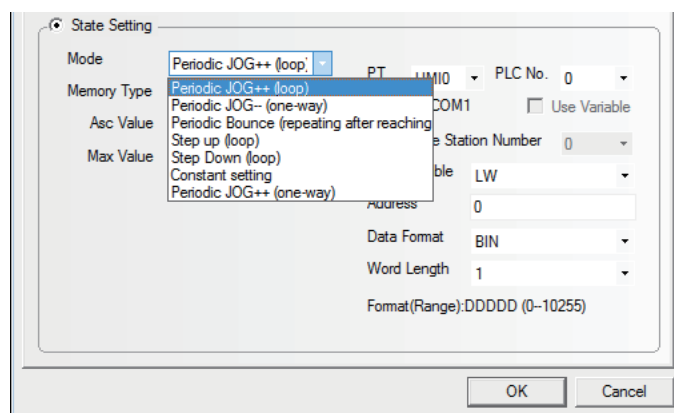 State Setting
Mode Periodic JOG++ (loop)
PLC No. 0
Memory Type Periodic JOG++ (loop)
Periodic JOG-- (one-way)
COM1 Use Variable
Asc Value Periodic Bounce (repeating after reaching
Step up (loop)
Station Number 0
Max Value Step Down (loop)
Constant setting
LW
Periodic JOG++ (one-way)
Address 0
Data Format BIN
Word Length 1
Format(Range):DDDDD (0--10255)
OK Cancel